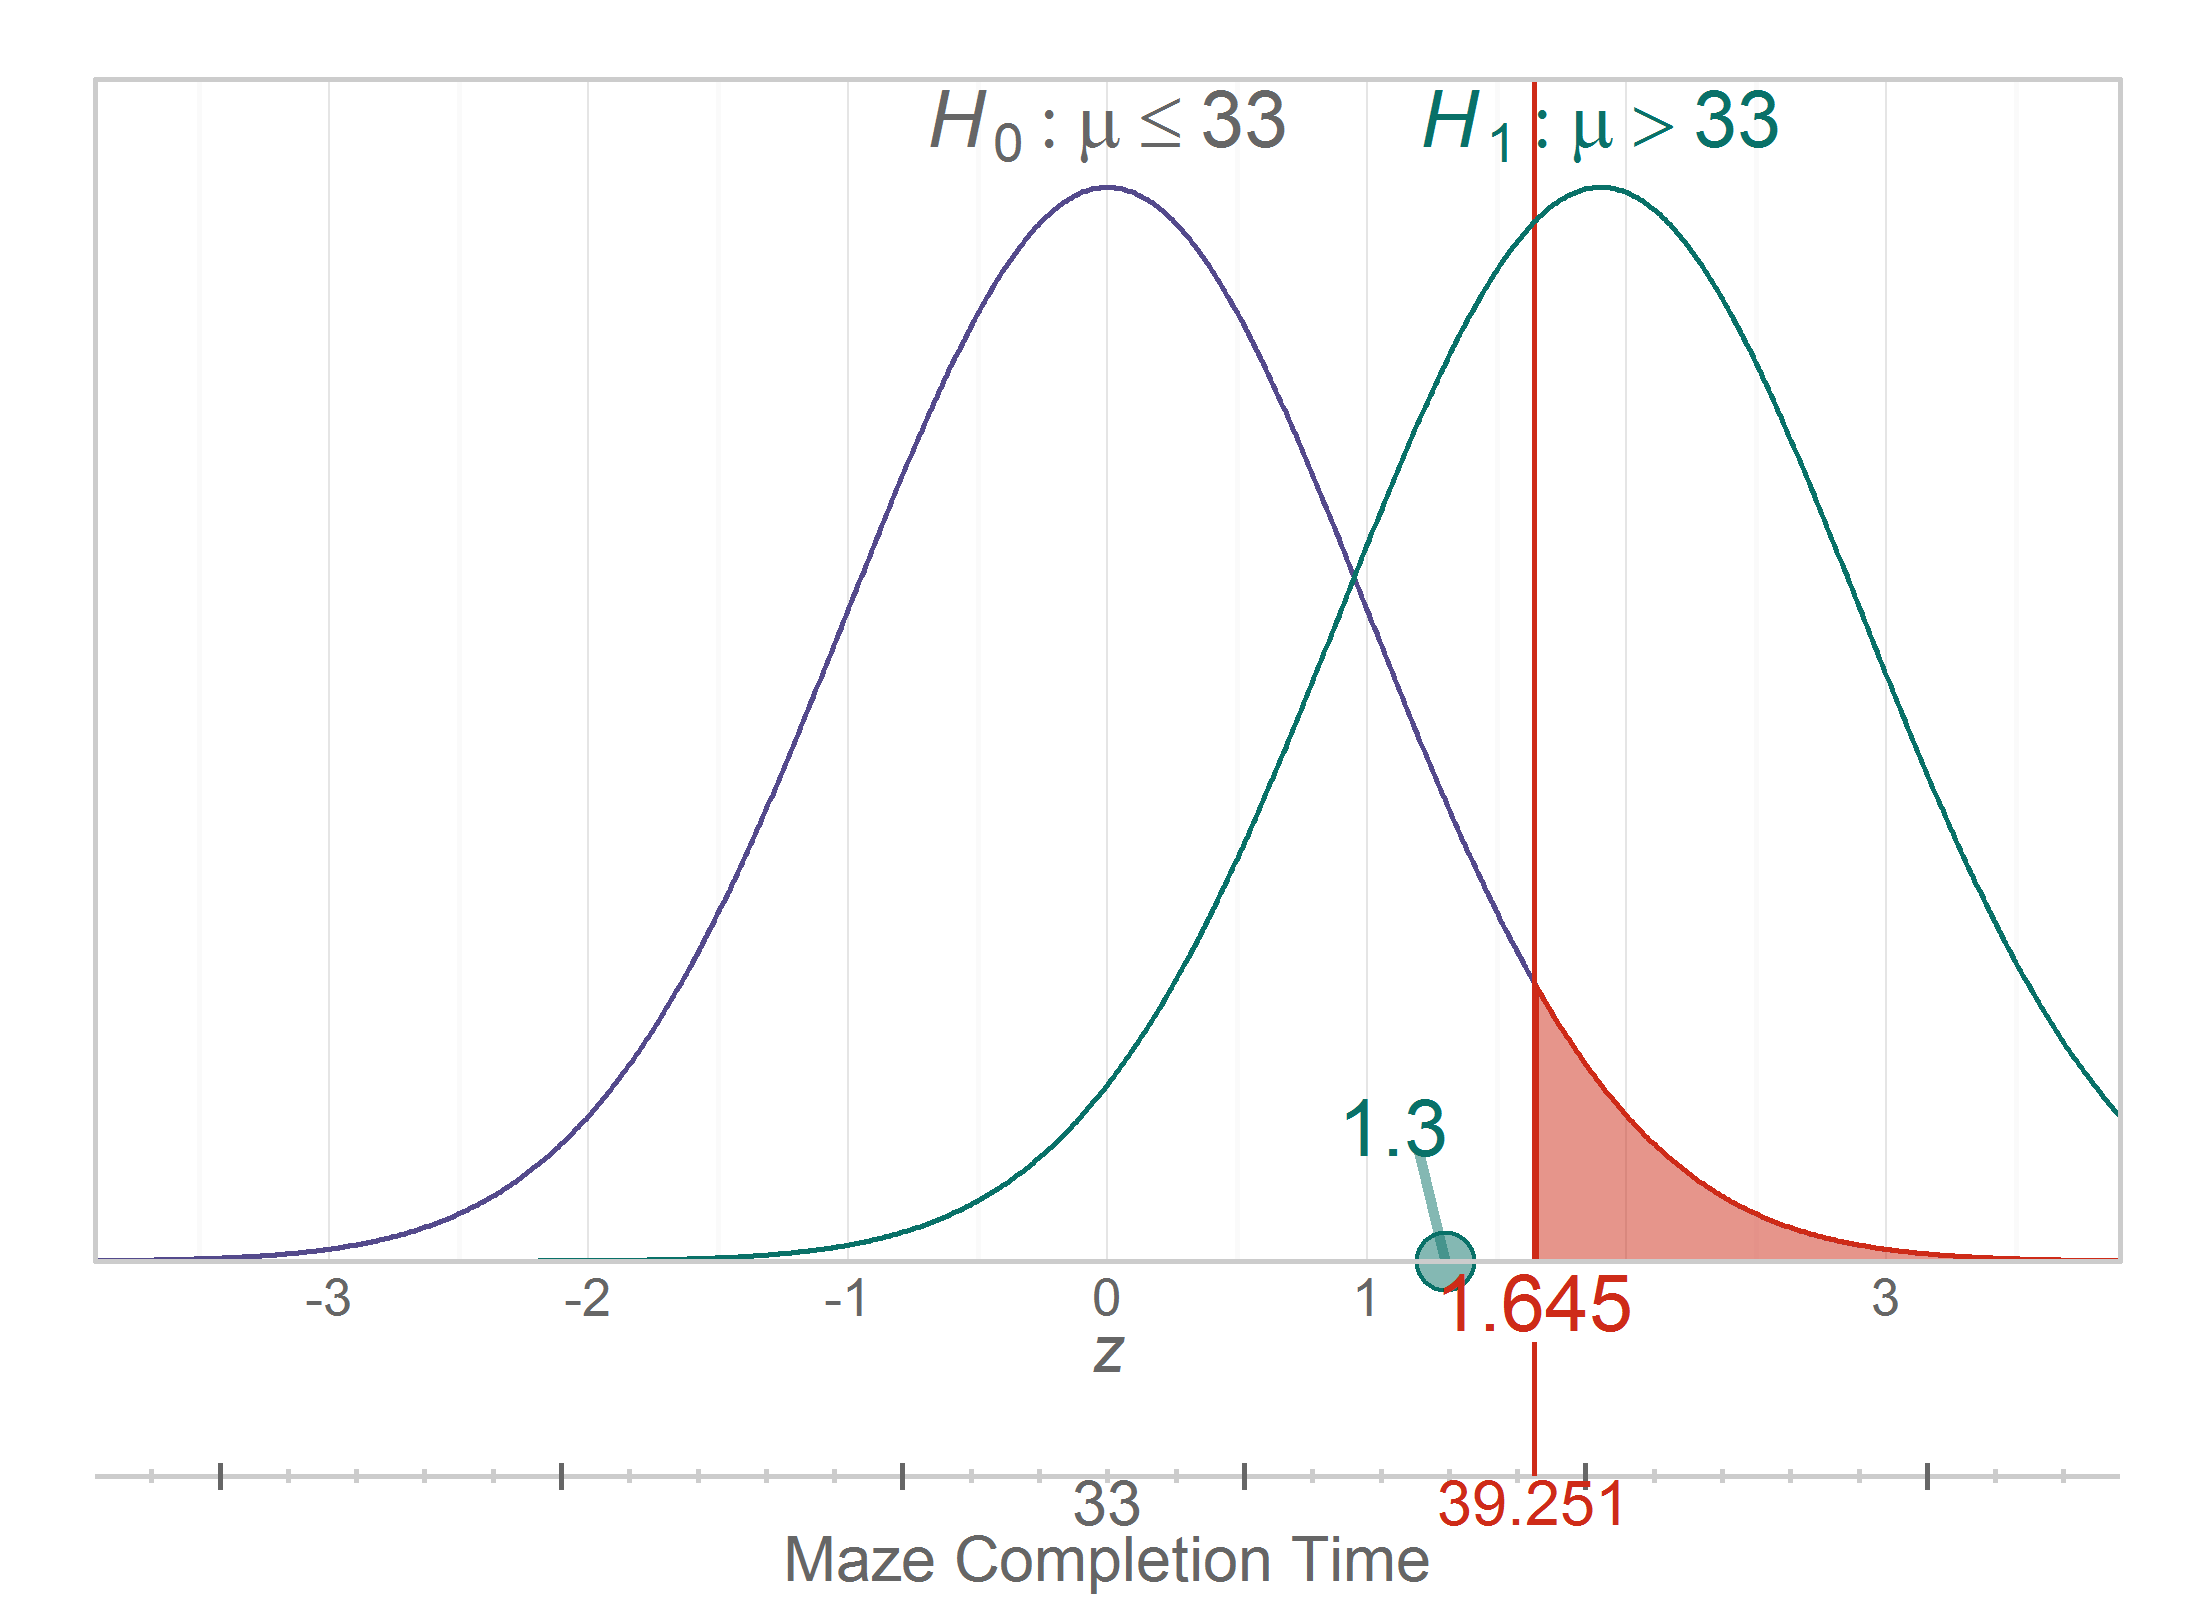 H0 : μ ≤ 33 H1 : μ > 33
1.3
-3 -2 -1 0 1 1.645 3
z
33 39.251
Maze Completion Time